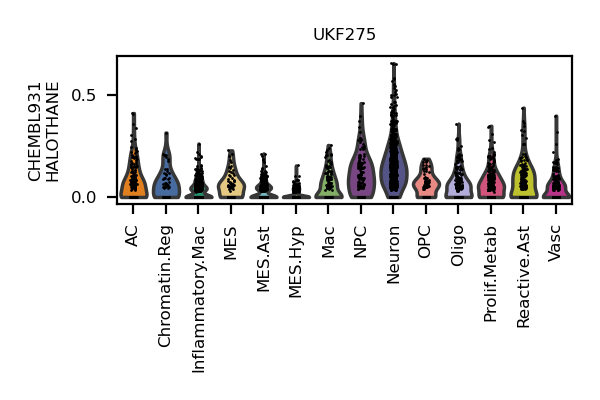 UKF275
CHEMBL931
HALOTHANE
0.5
0.0
AC
Chromatin.Reg
Inflammatory.Mac
MES
MES.Ast
MES.Hyp
Mac
NPC
Neuron
OPC
Oligo
Prolif.Metab
Reactive.Ast
Vasc